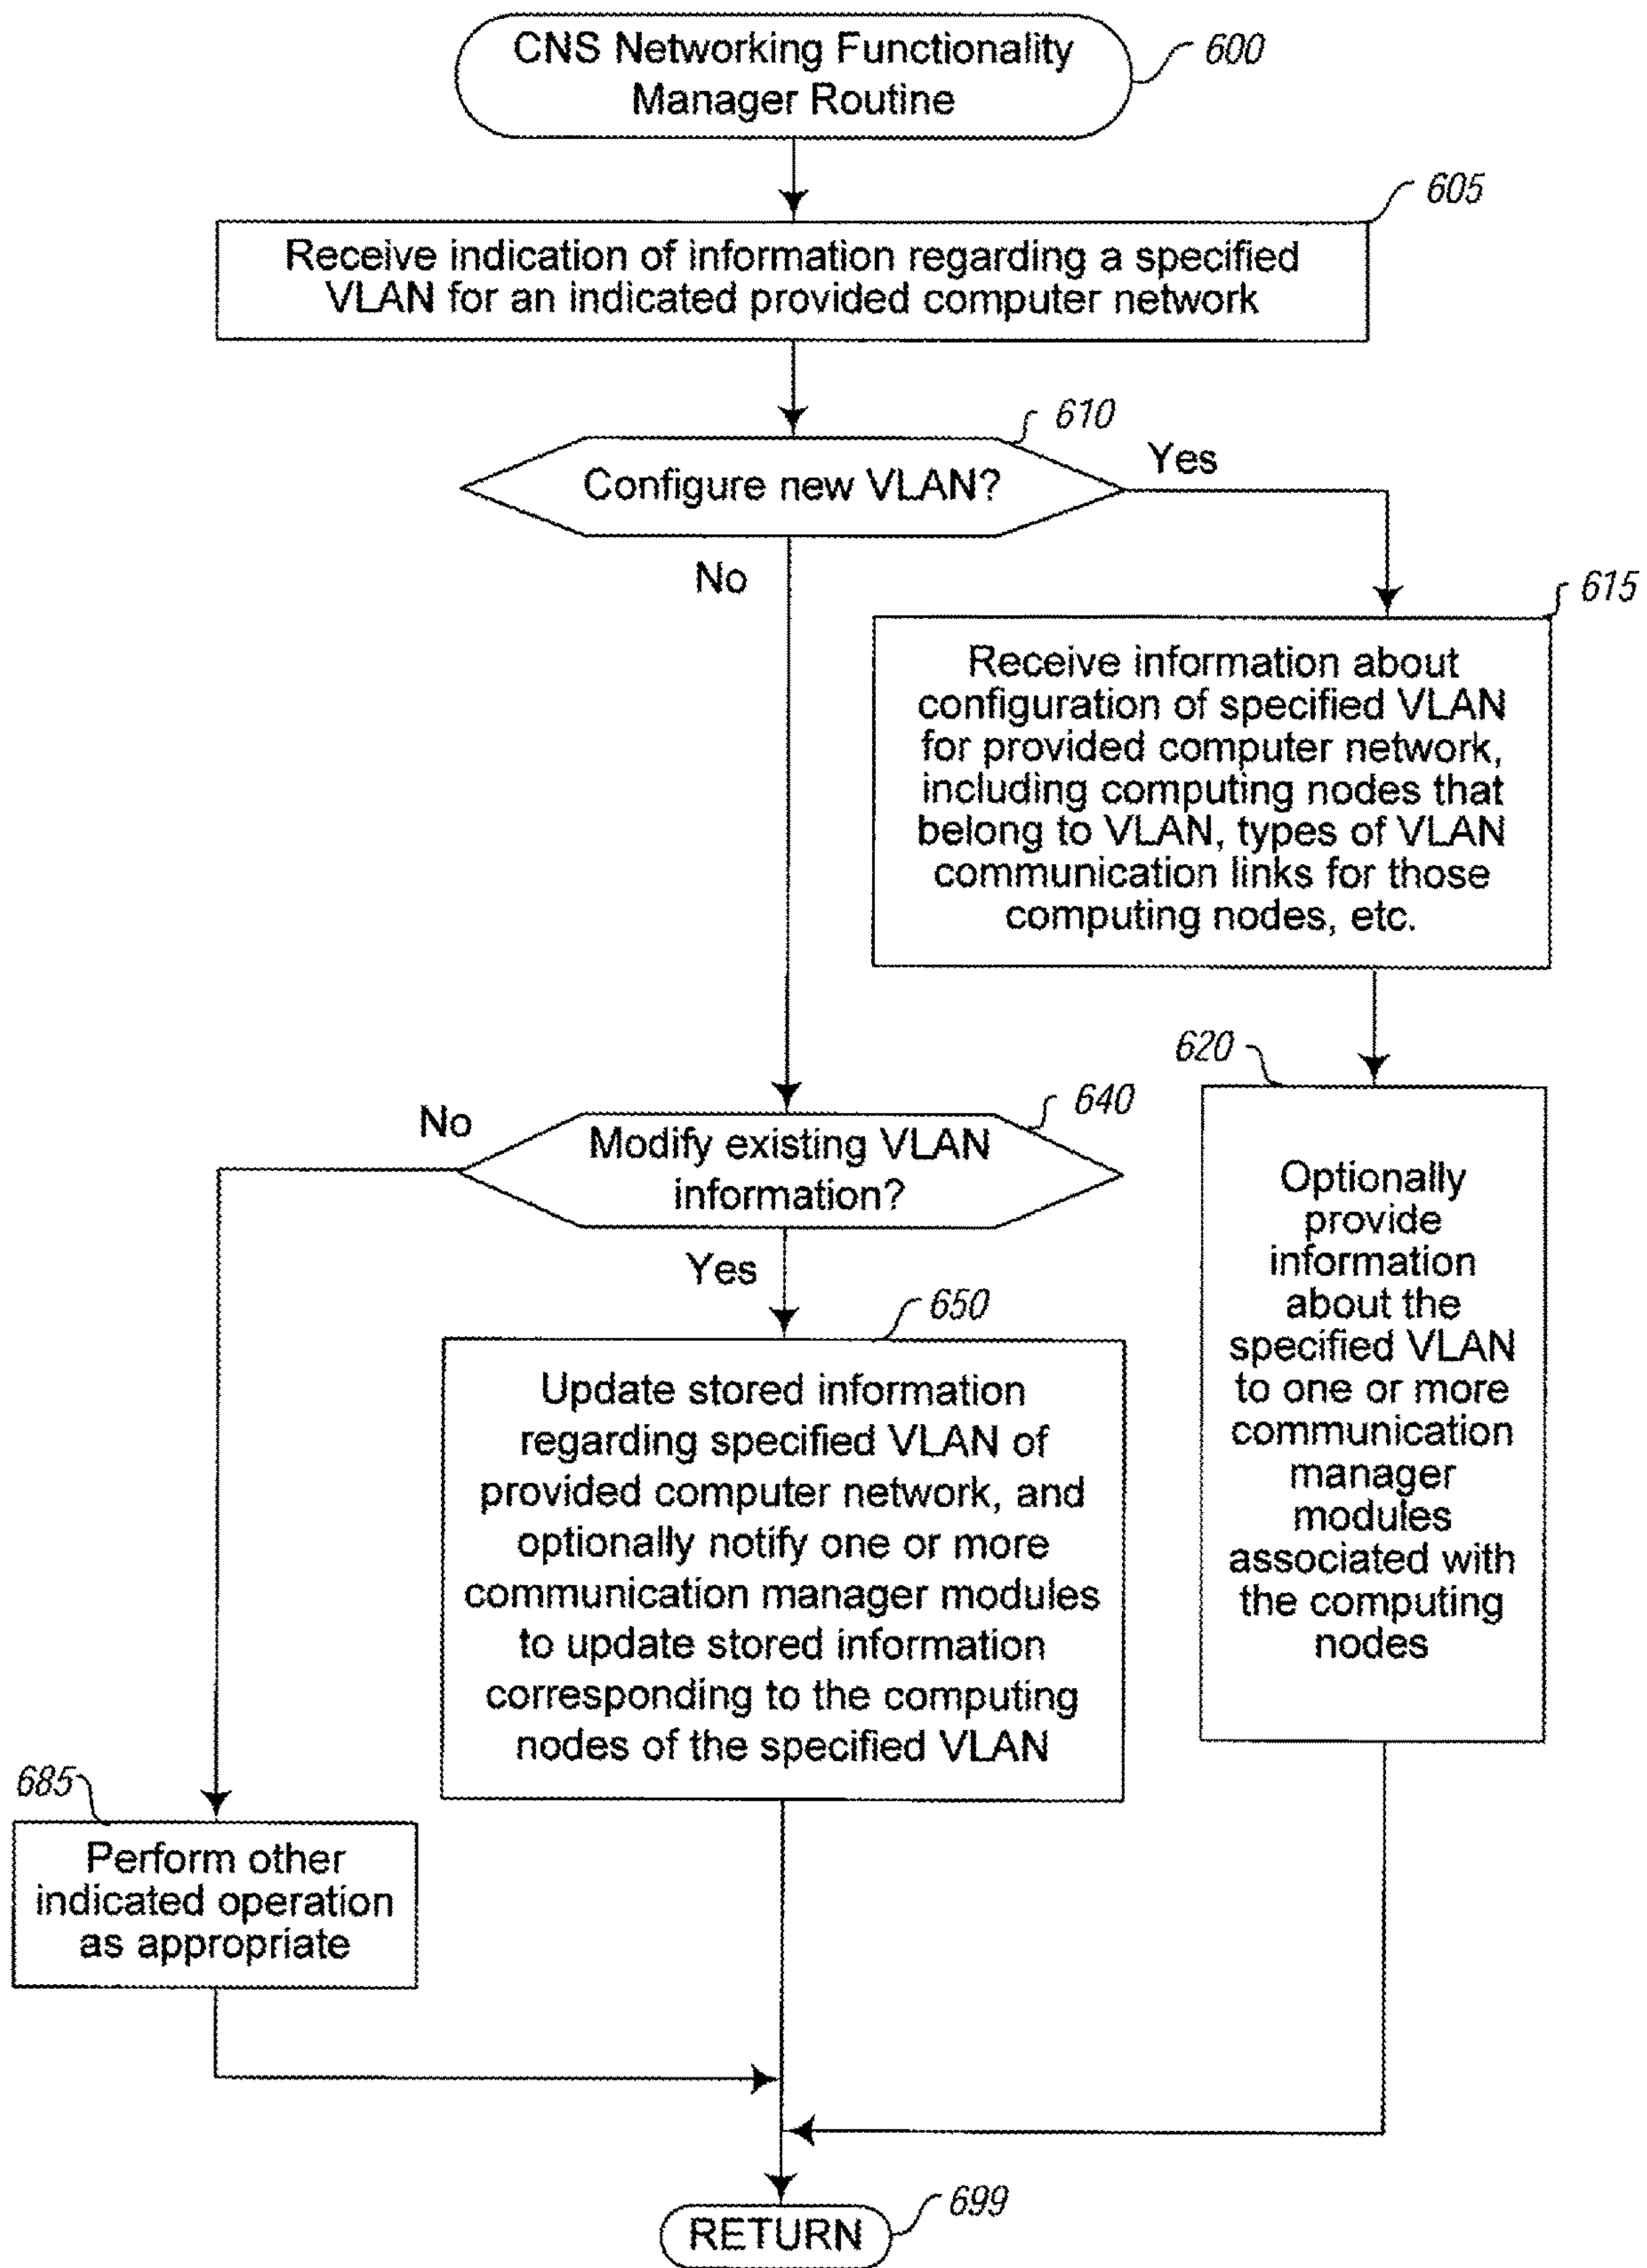 CNS Networking Functionality
Manager Routine
600
605
Receive indication of information regarding a specified
VLAN for an indicated provided computer network
610
Configure new VLAN?
Yes
No
615
Receive information about
configuration of specified VLAN
for provided computer network,
including computing nodes that
belong to VLAN, types of VLAN
communication links for those
computing nodes, etc.
620
Optionally
provide
information
about the
specified VLAN
to one or more
communication
manager
modules
associated with
the computing
nodes
640
Modify existing VLAN
information?
No
Yes
650
Update stored information
regarding specified VLAN of
provided computer network, and
optionally notify one or more
communication manager modules
to update stored information
corresponding to the computing
nodes of the specified VLAN
685
Perform other
indicated operation
as appropriate
RETURN
699